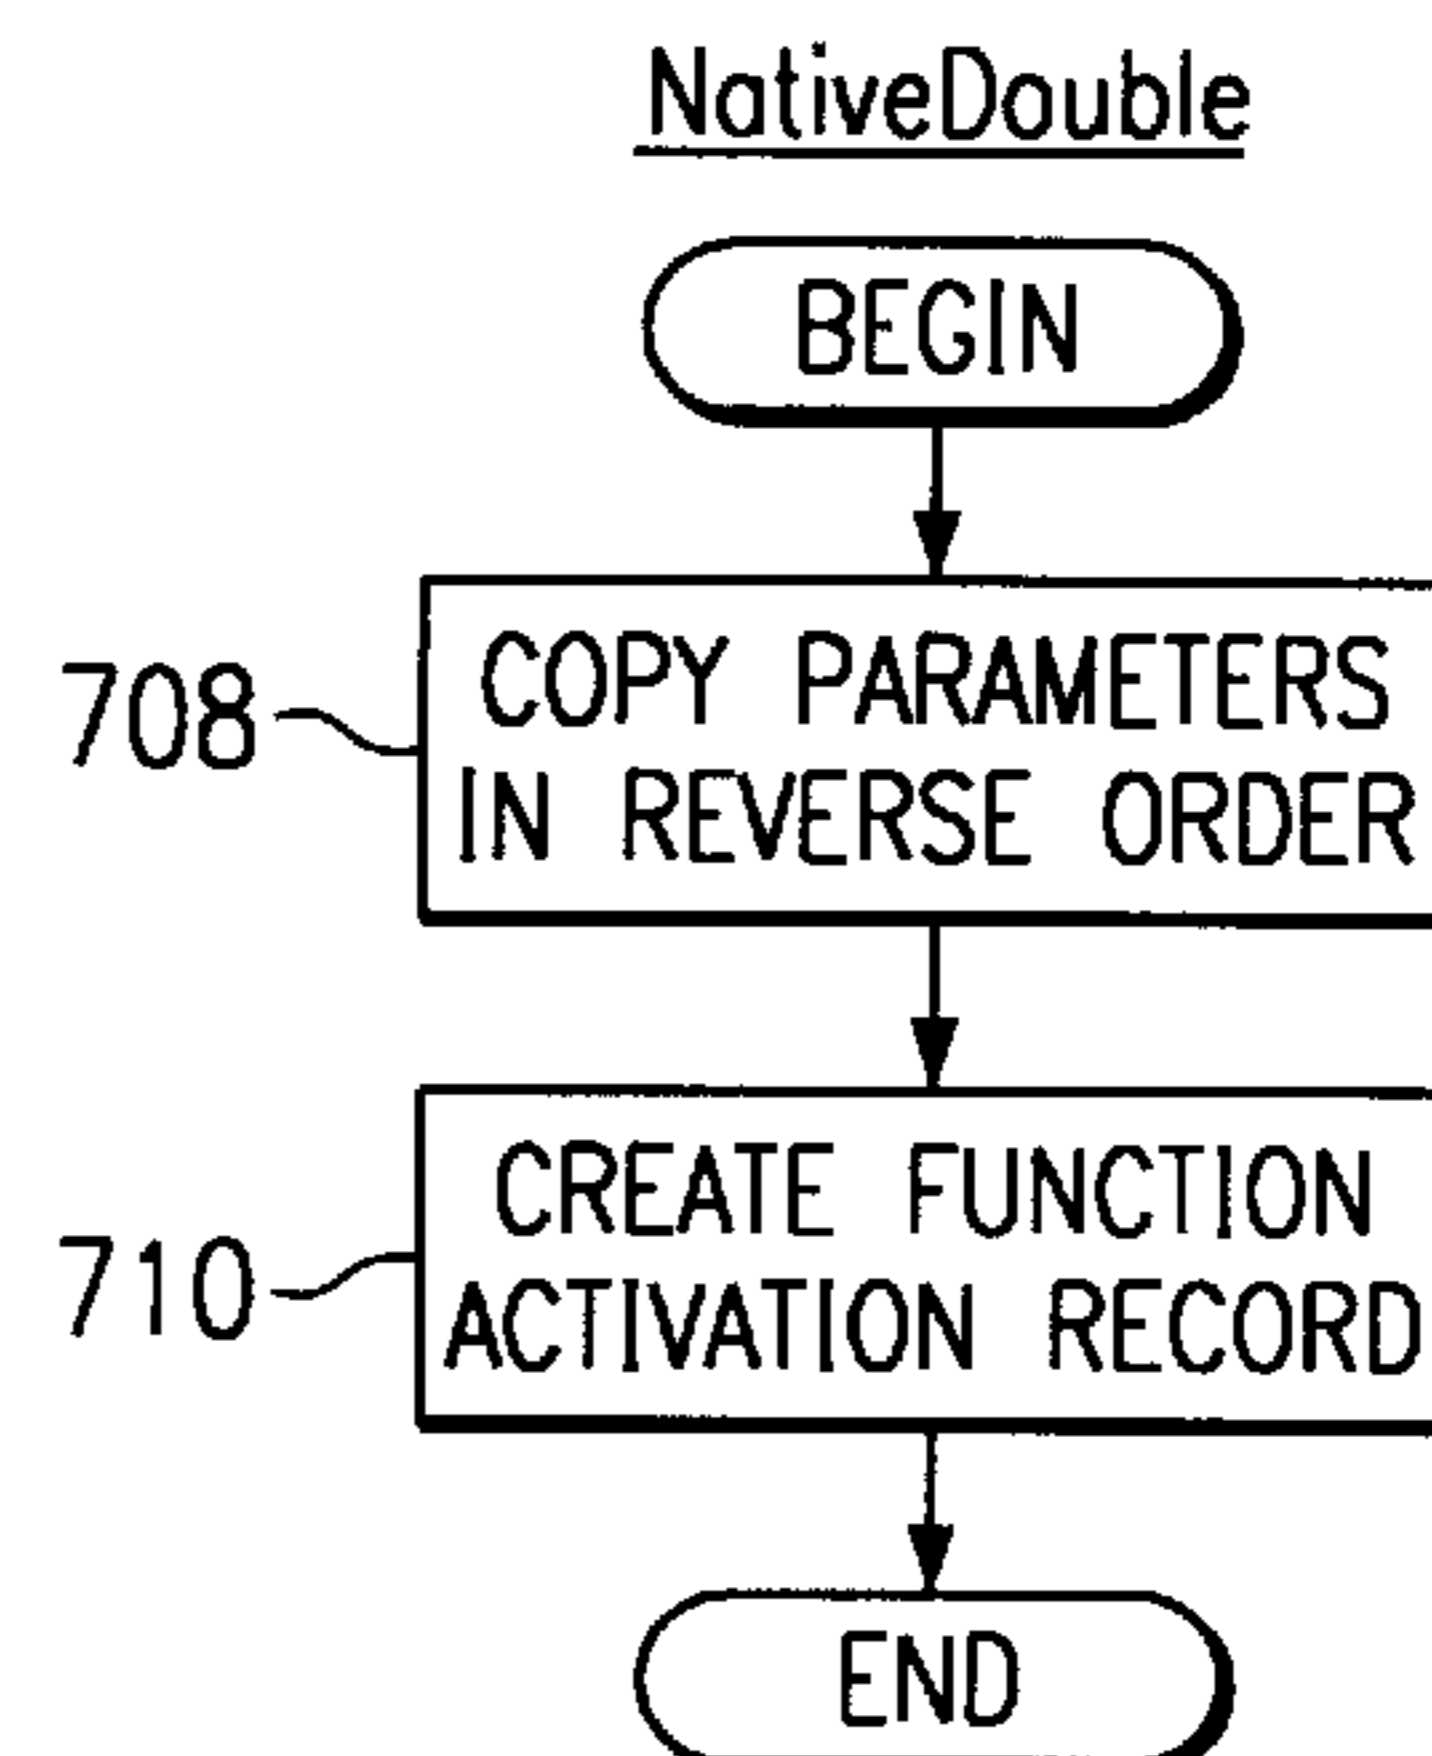 NativeDouble
BEGIN
708
COPY PARAMETERS
IN REVERSE ORDER
710
CREATE FUNCTION
ACTIVATION RECORD
END